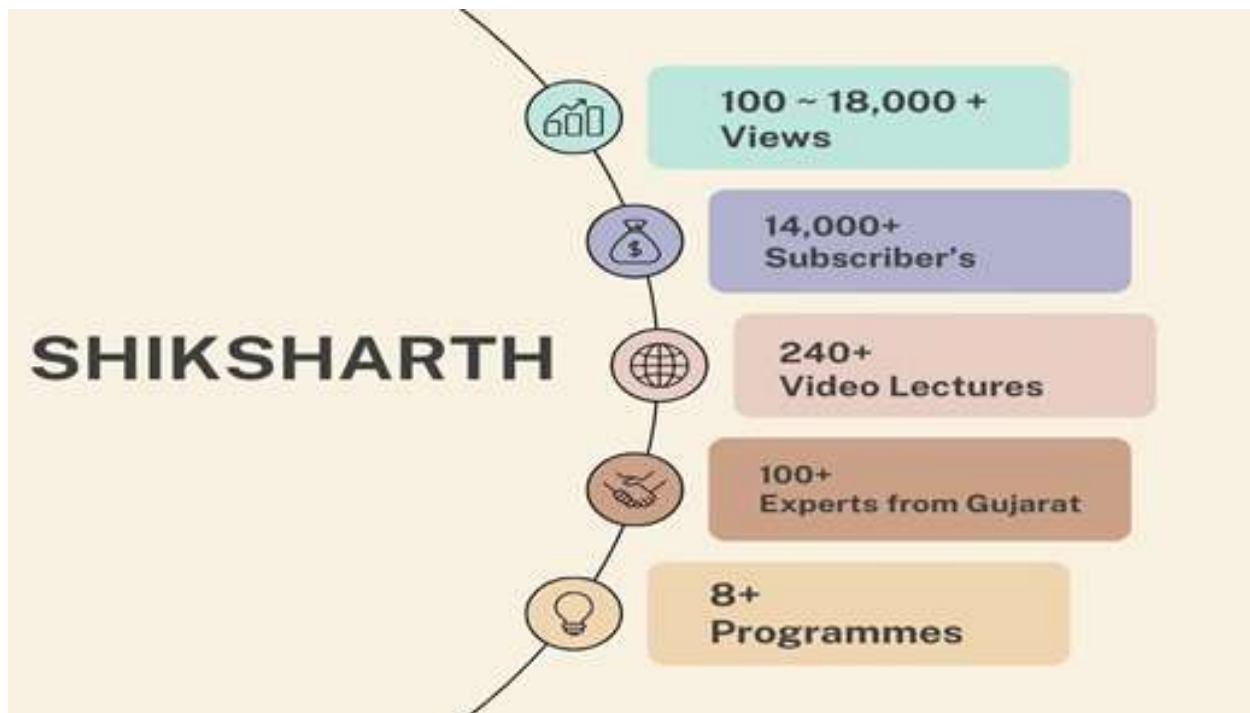 100 ~ 18,000 +
Views
14,000+
Subscriber's
SHIKSHARTH
240+
Video Lectures
100+
Experts from Gujarat
8+
Programmes